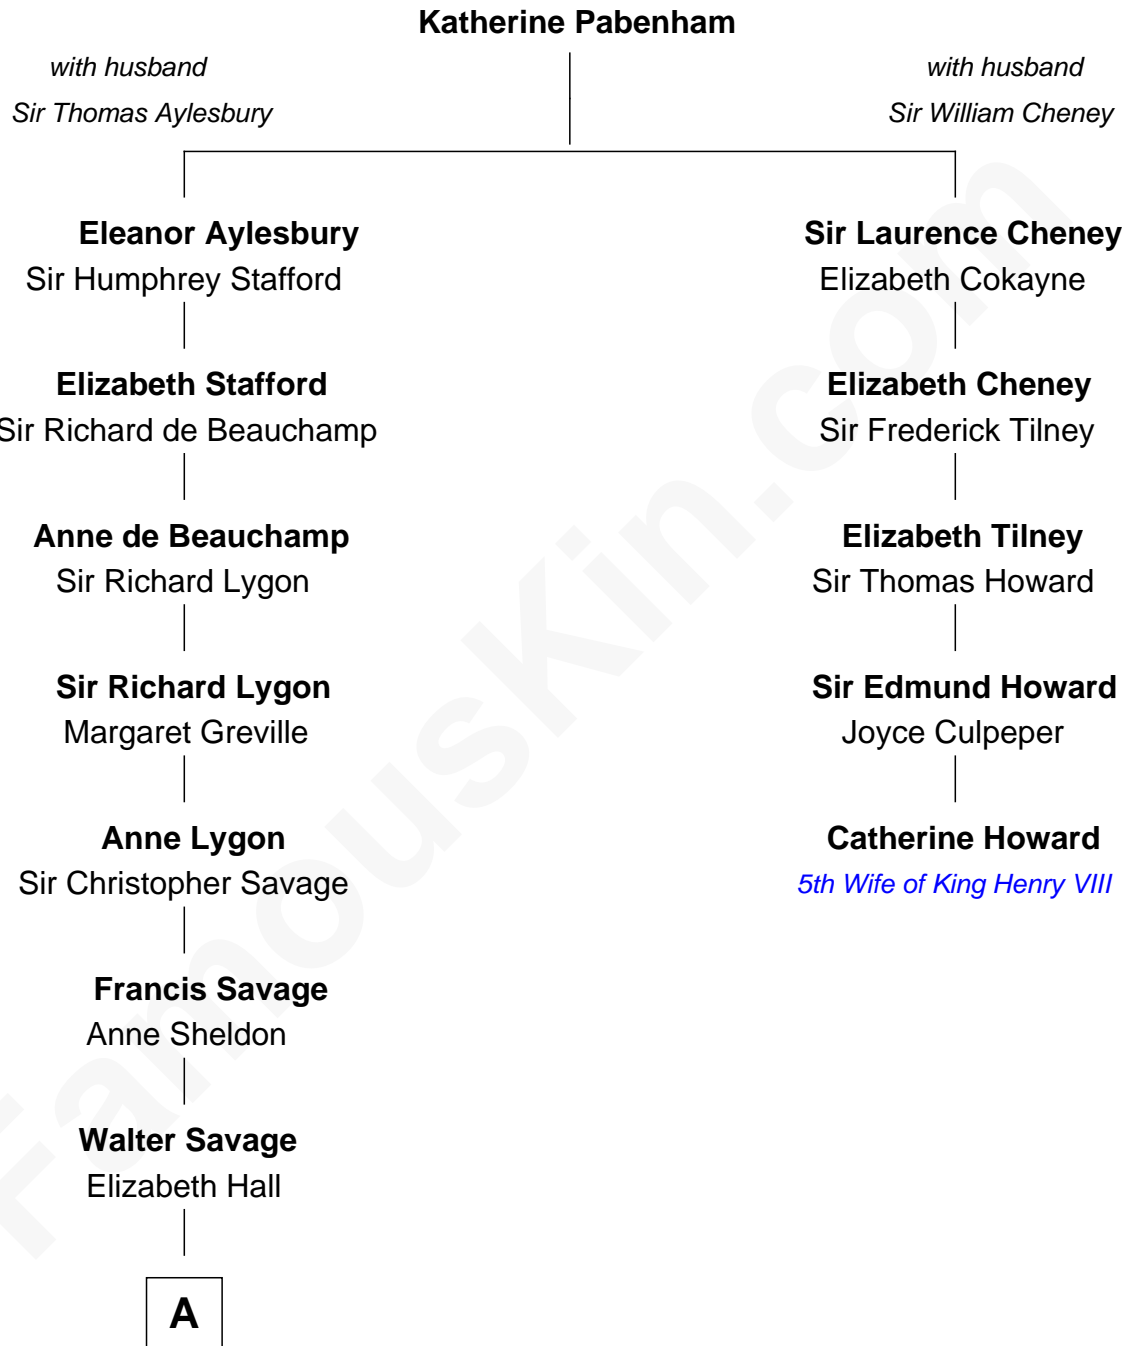 Katherine Pabenham
with husband
Sir Thomas Aylesbury
with husband
Sir William Cheney
Eleanor Aylesbury
Sir Humphrey Stafford
Sir Laurence Cheney
Elizabeth Cokayne
Elizabeth Stafford
Sir Richard de Beauchamp
Elizabeth Cheney
Sir Frederick Tilney
Anne de Beauchamp
Sir Richard Lygon
Elizabeth Tilney
Sir Thomas Howard
Sir Richard Lygon
Margaret Greville
Sir Edmund Howard
Joyce Culpeper
Anne Lygon
Sir Christopher Savage
Catherine Howard
5th Wife of King Henry VIII
Francis Savage
Anne Sheldon
Walter Savage
Elizabeth Hall
A
FamousKin.com